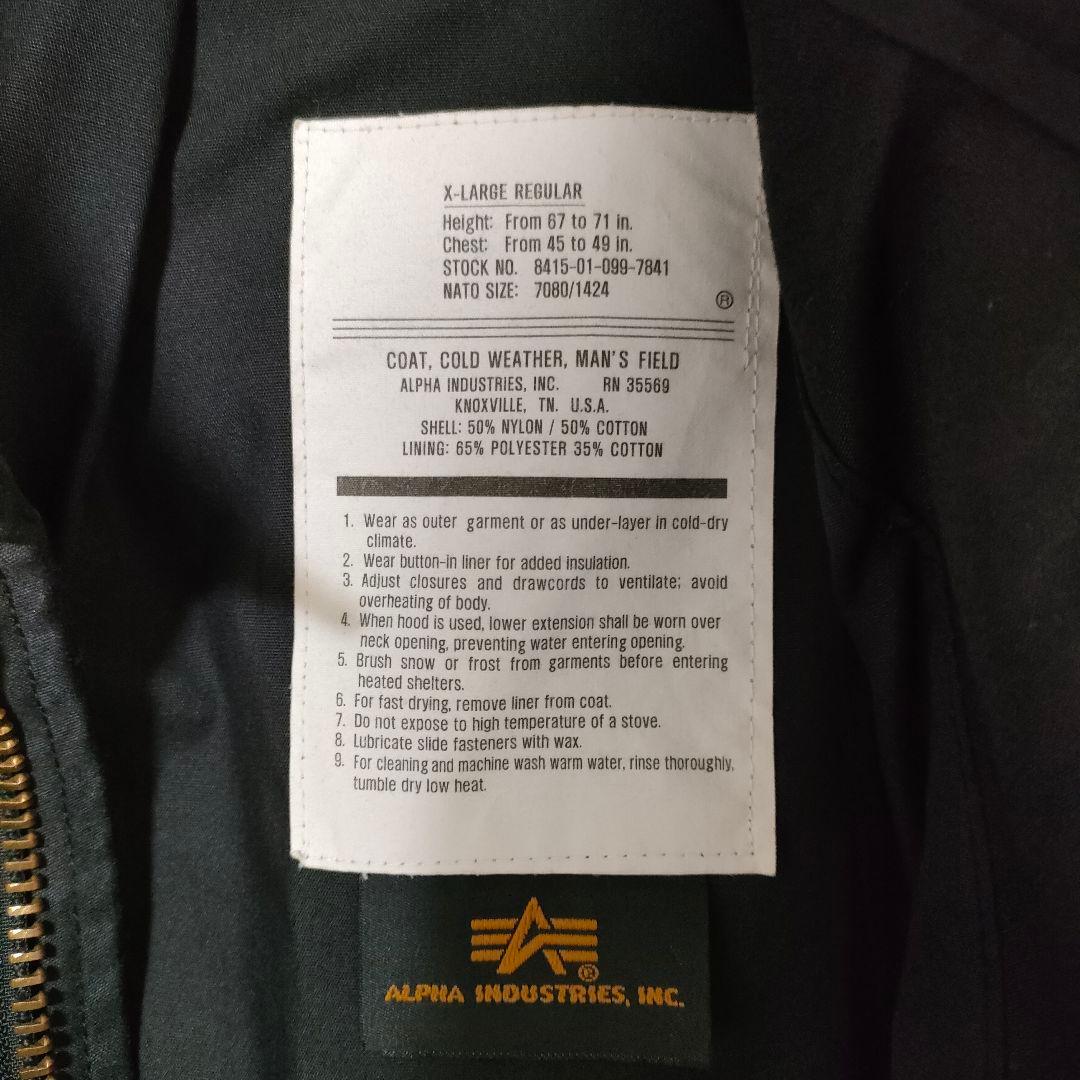 X-LARGE REGULAR
Height: From 67 to 71 in.
Chest: From 45 to 49 in.
STOCK NO. 8415-01-099-7841
NATO SIZE: 7080/1424
®
COAT, COLD WEATHER, MAN'S FIELD
ALPHA INDUSTRIES, INC. RN 35569
KNOXVILLE, TN. U.S.A.
SHELL: 50% NYLON / 50% COTTON
LINING: 65% POLYESTER 35% COTTON
1. Wear as outer garment or as under-layer in cold-dry
climate.
2. Wear button-in liner for added insulation.
3. Adjust closures and drawcords to ventilate; avoid
overheating of body.
4. When hood is used, lower extension shall be worn over
neck opening, preventing water entering opening.
5. Brush snow or frost from garments before entering
heated shelters.
6. For fast drying, remove liner from coat.
7. Do not expose to high temperature of a stove.
8. Lubricate slide fasteners with wax.
9. For cleaning and machine wash warm water, rinse thoroughly,
tumble dry low heat.
®
ALPHA INDUSTRIES, INC.